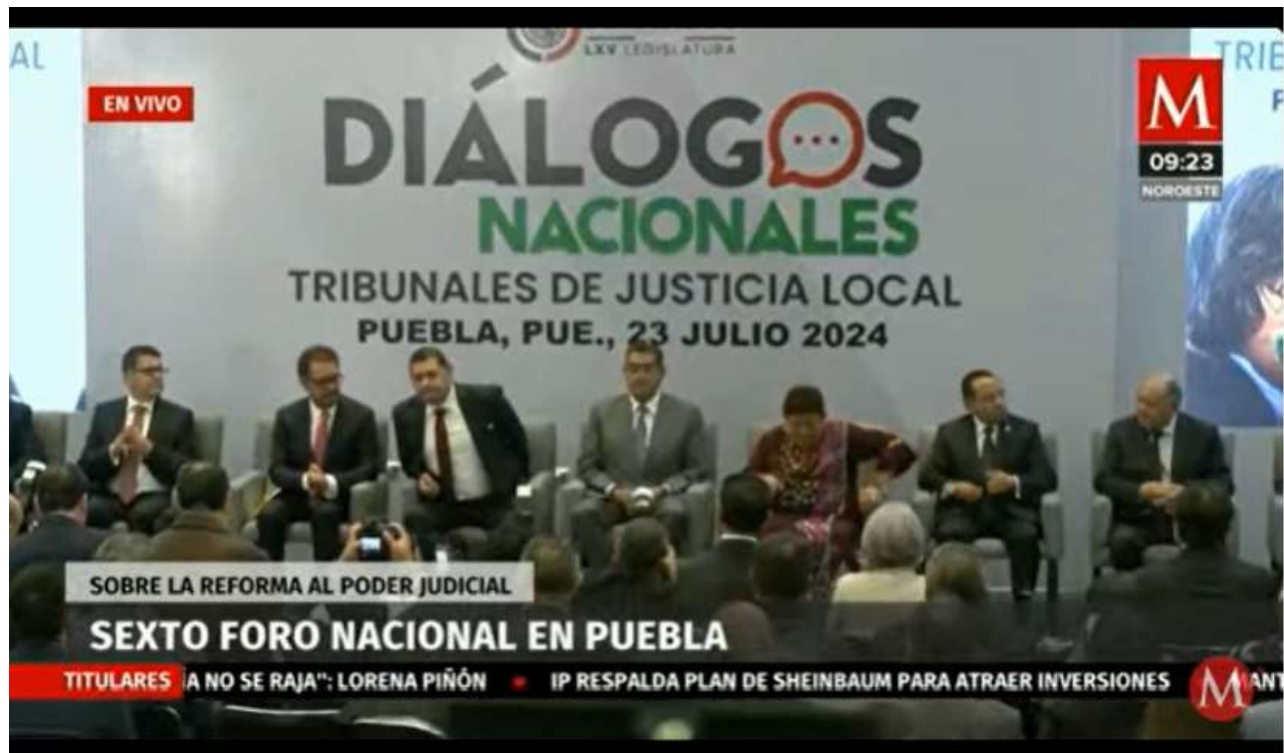 LXV LEGISLATURA
AL
EN VIVO
DIÁLOGOS
NACIONALES
TRIBUNALES DE JUSTICIA LOCAL
PUEBLA, PUE., 23 JULIO 2024
TRIB
P
M
09:23
NOROESTE
SOBRE LA REFORMA AL PODER JUDICIAL
SEXTO FORO NACIONAL EN PUEBLA
TITULARES ÍA NO SE RAJA": LORENA PIÑÓN • IP RESPALDA PLAN DE SHEINBAUM PARA ATRAER INVERSIONES M MANT